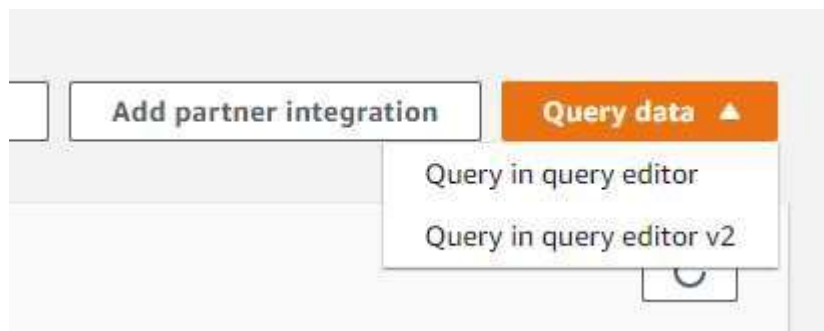 Add partner integration
Query data
Query in query editor
Query in query editor v2